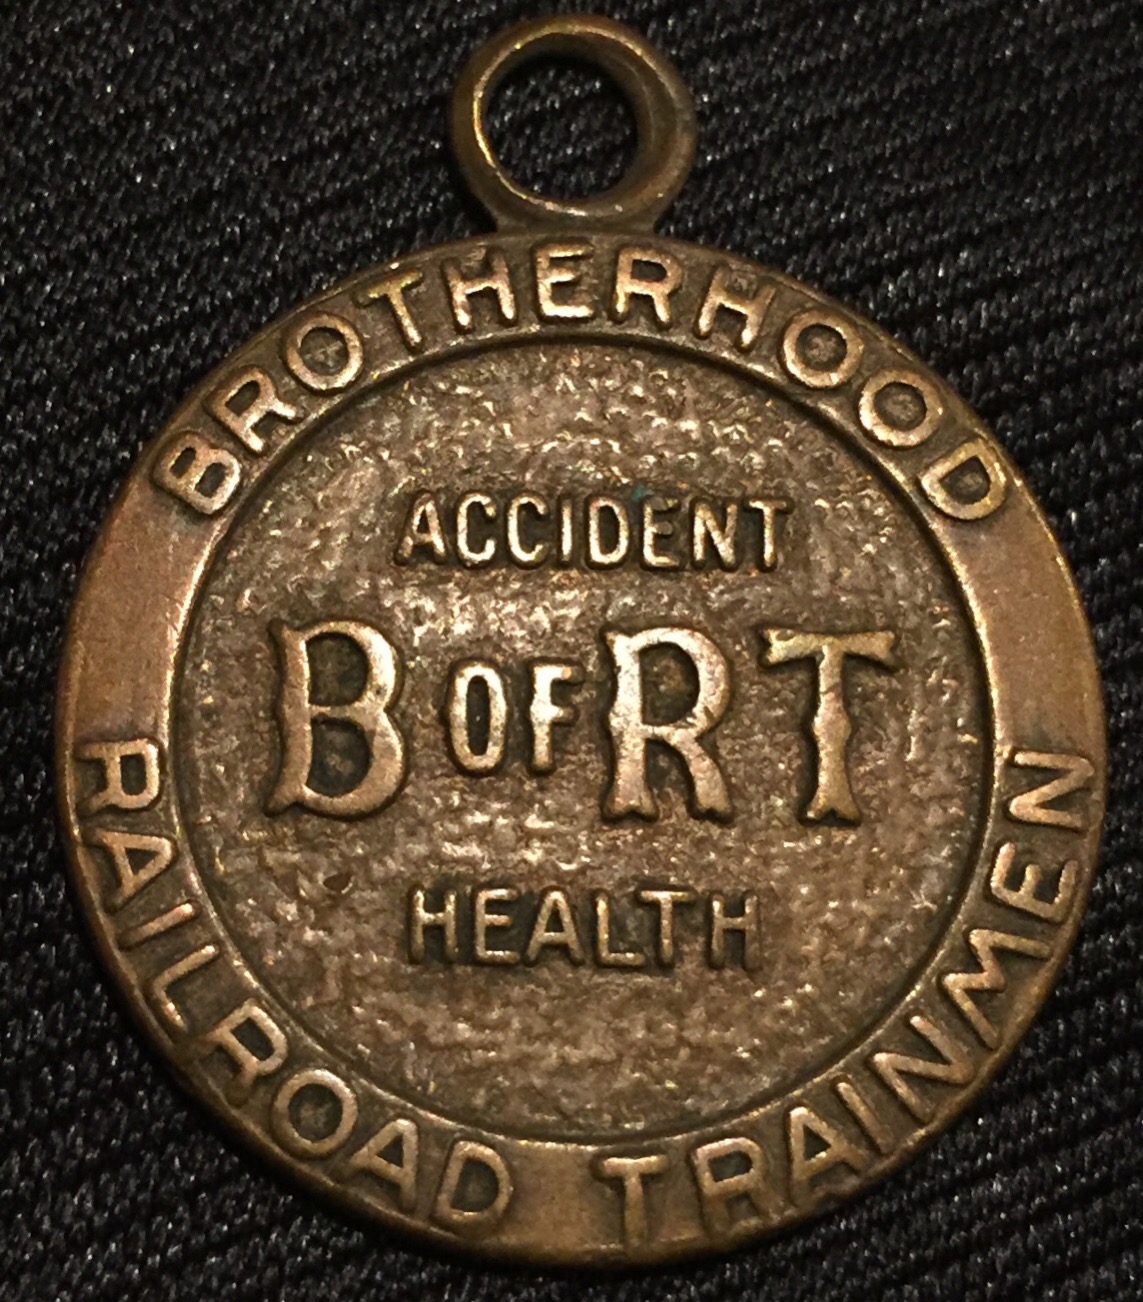 BROTHERHOOD
ACCIDENT
B OF RT
HEALTH
RAILROAD TRAINMEN